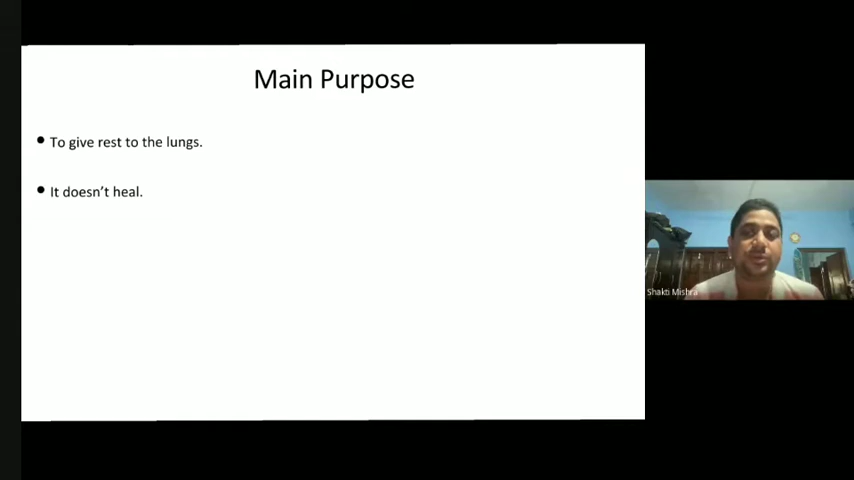 Main Purpose
• To give rest to the lungs.
• It doesn’t heal.
Shakti Mishra